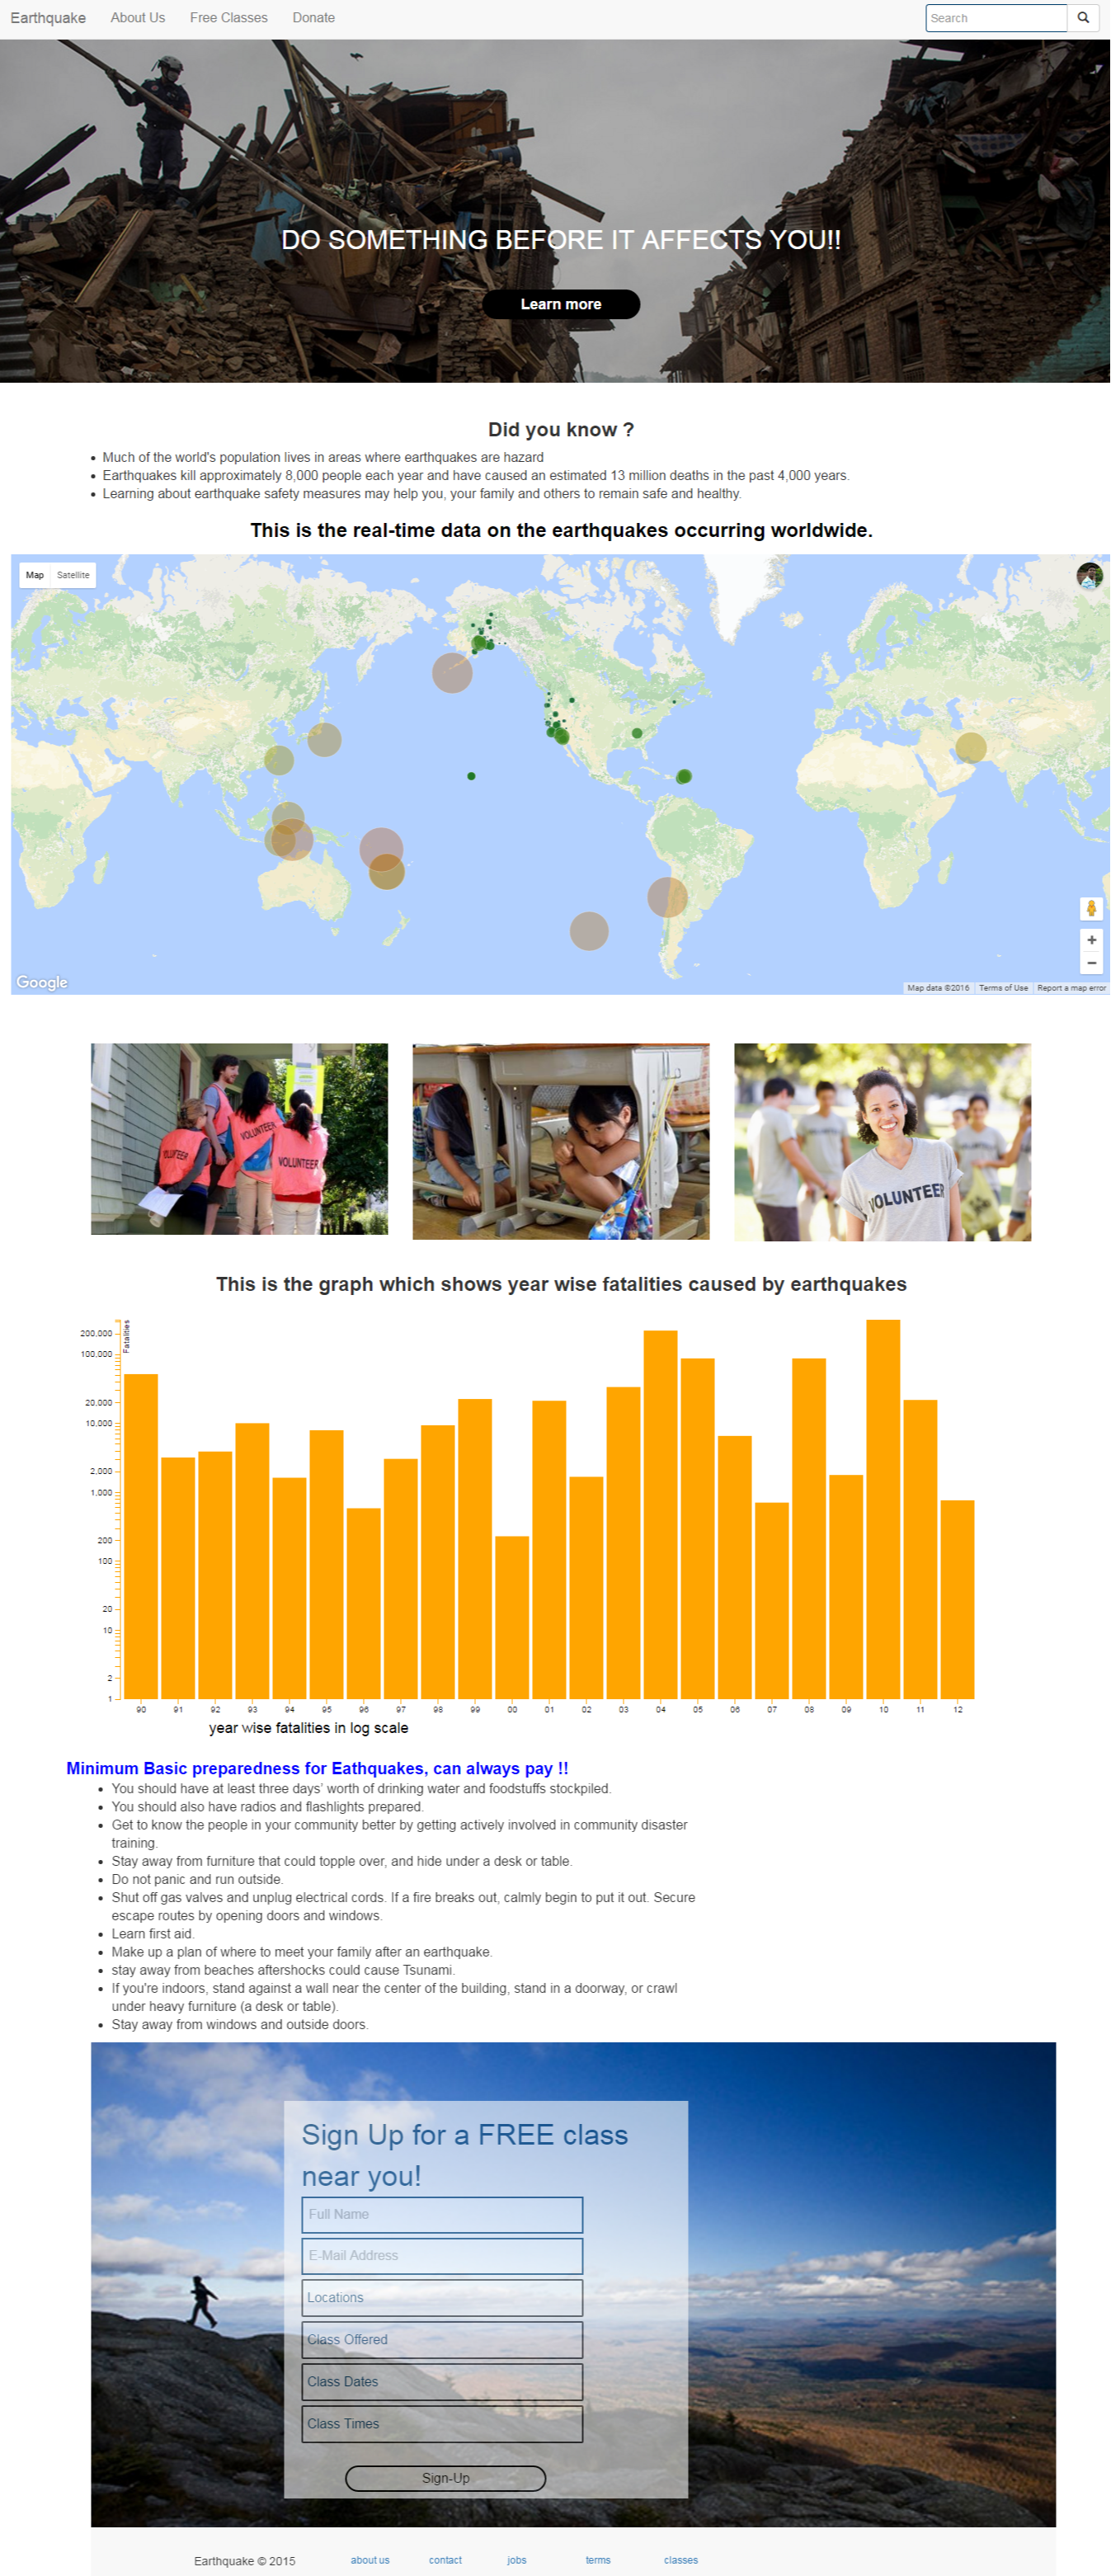 Earthquake About Us Free Classes Donate Search
DO SOMETHING BEFORE IT AFFECTS YOU!!
Learn more
Did you know ?
Much of the world's population lives in areas where earthquakes are hazard
Earthquakes kill approximately 8,000 people each year and have caused an estimated 13 million deaths in the past 4,000 years.
Learning about earthquake safety measures may help you, your family and others to remain safe and healthy.
This is the real-time data on the earthquakes occurring worldwide.
Map Satellite
Google
Map data ©2016 Terms of Use Report a map error
VOLUNTEER
VOLUNTEER
VOLUNTEER
VOLUNTEER
This is the graph which shows year wise fatalities caused by earthquakes
Fatalities
200,000
100,000
20,000
10,000
2,000
1,000
200
100
20
10
2
1
90 91 92 93 94 95 96 97 98 99 00 01 02 03 04 05 06 07 08 09 10 11 12
year wise fatalities in log scale
Minimum Basic preparedness for Eathquakes, can always pay !!
You should have at least three days' worth of drinking water and foodstuffs stockpiled.
You should also have radios and flashlights prepared.
Get to know the people in your community better by getting actively involved in community disaster
training.
Stay away from furniture that could topple over, and hide under a desk or table.
Do not panic and run outside.
Shut off gas valves and unplug electrical cords. If a fire breaks out, calmly begin to put it out. Secure
escape routes by opening doors and windows.
Learn first aid.
Make up a plan of where to meet your family after an earthquake.
stay away from beaches aftershocks could cause Tsunami.
If you're indoors, stand against a wall near the center of the building, stand in a doorway, or crawl
under heavy furniture (a desk or table).
Stay away from windows and outside doors.
Sign Up for a FREE class
near you!
Full Name
E-Mail Address
Locations
Class Offered
Class Dates
Class Times
Sign-Up
Earthquake © 2015 about us contact jobs terms classes